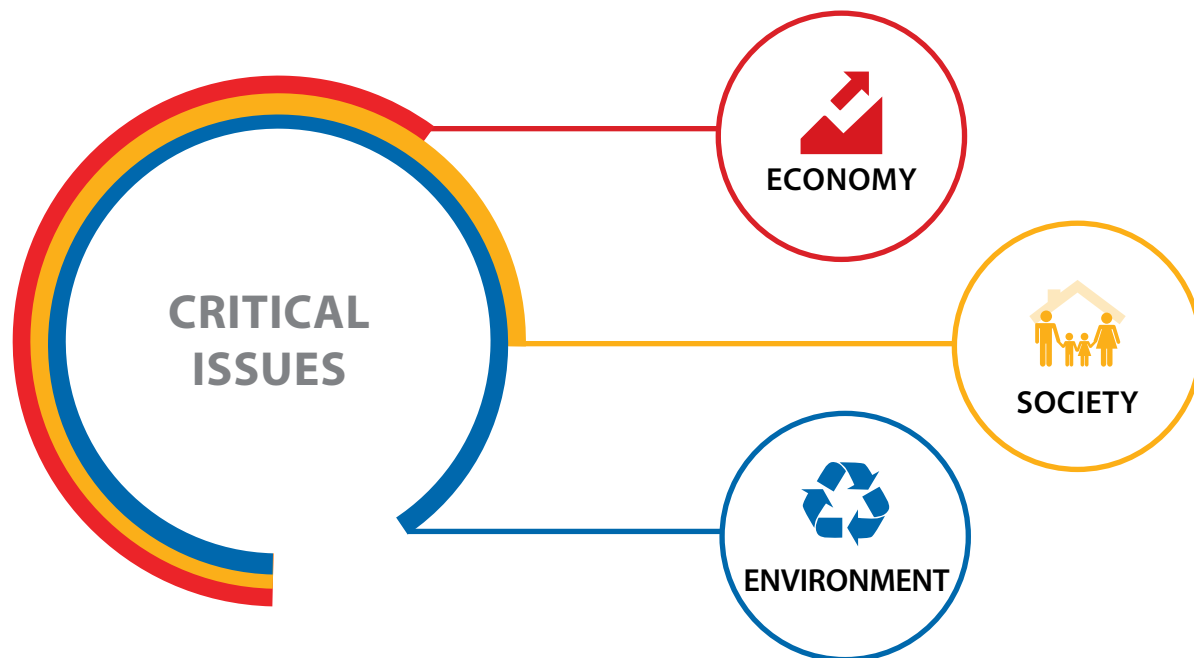 CRITICAL
ISSUES
ECONOMY
SOCIETY
ENVIRONMENT